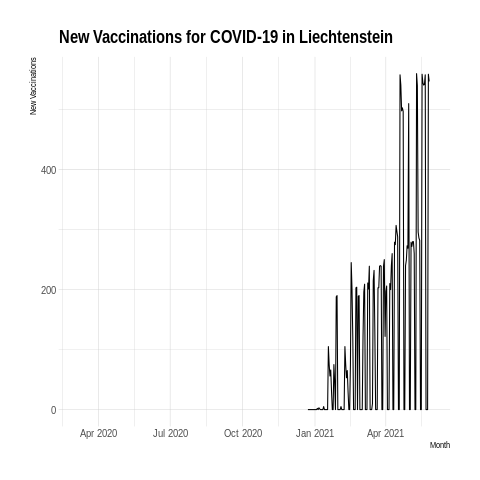 New Vaccinations for COVID-19 in Liechtenstein
New Vaccinations
400
200
0
Apr 2020 Jul 2020 Oct 2020 Jan 2021 Apr 2021
Month